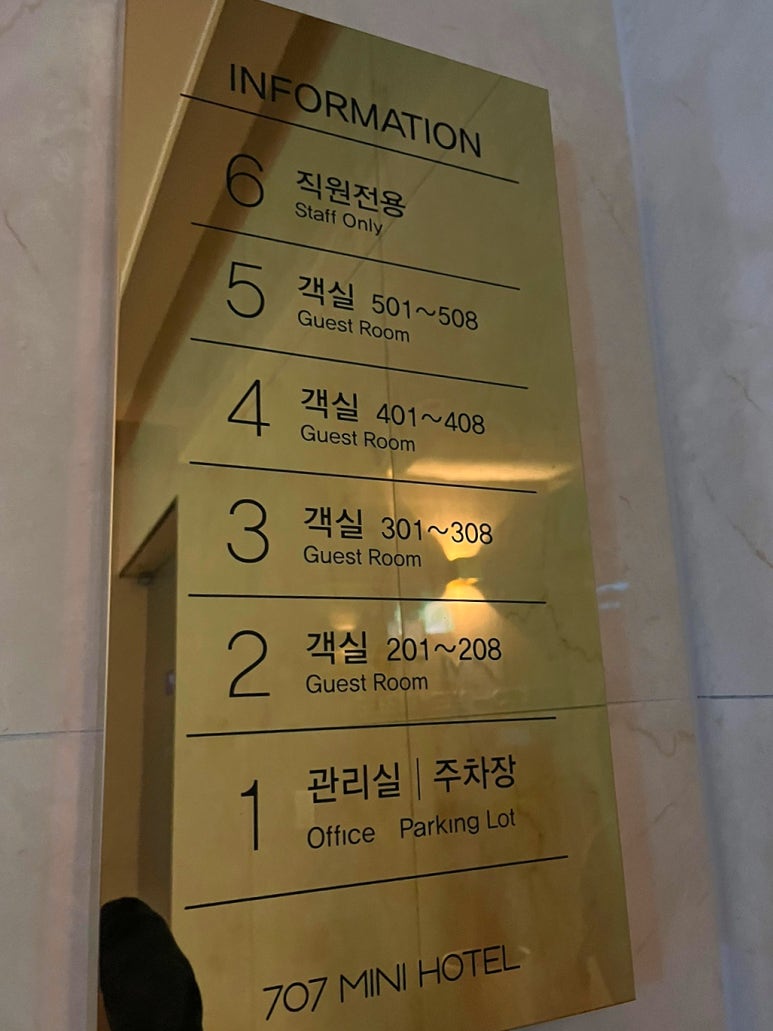 INFORMATION
6 직원전용
Staff Only
5 객실 501~508
Guest Room
4 객실 401~408
Guest Room
3 객실 301~308
Guest Room
2 객실 201~208
Guest Room
1 관리실 | 주차장
Office Parking Lot
707 MINI HOTEL